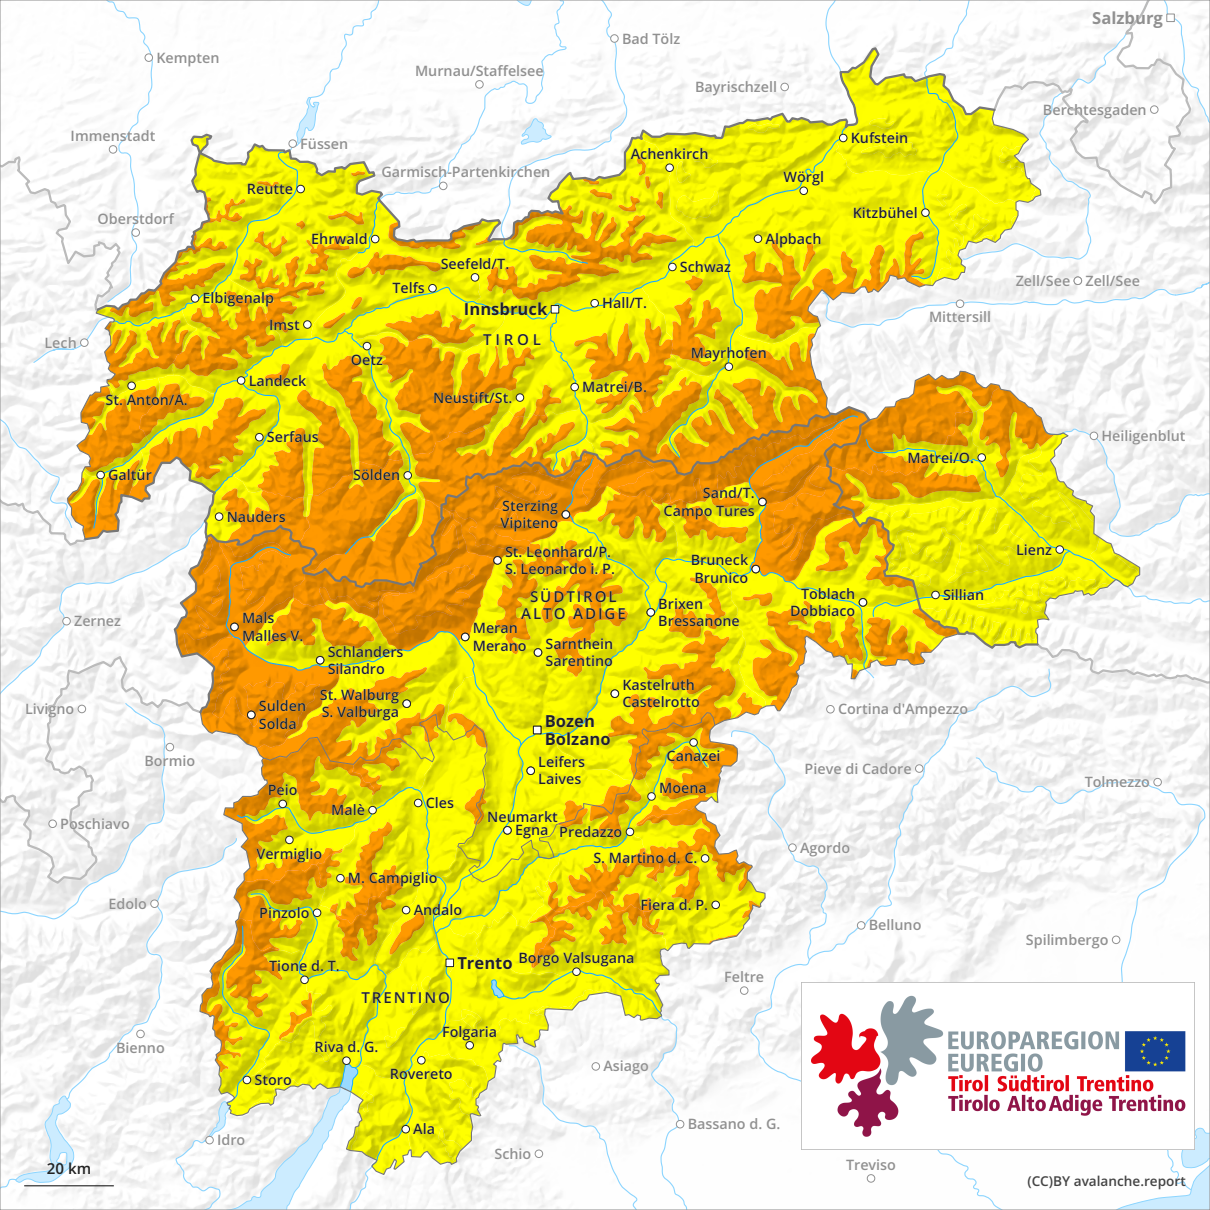 Salzburg
Bad Tölz
Kempten
Murnau/Staffelsee
Bayrischzell
Berchtesgaden
Immenstadt
Füssen
Kufstein
Achenkirch
Garmisch-Partenkirchen
Reutte
Wörgl
Oberstdorf
Kitzbühel
Ehrwald
Alpbach
Seefeld/T.
Schwaz
Zell/See
Zell/See
Telfs
Elbigenalp
Innsbruck
Hall/T.
Mittersill
Imst
TIROL
Lech
Oetz
Mayrhofen
Landeck
Matrei/B.
St. Anton/A.
Neustift/St.
Serfaus
Heiligenblut
Matrei/O.
Galtür
Sölden
Sand/T.
Campo Tures
Sterzing
Vipiteno
Nauders
St. Leonhard/P.
S. Leonardo i. P.
Bruneck
Brunico
Lienz
SÜDTIROL
ALTO ADIGE
Toblach
Dobbiaco
Sillian
Brixen
Bressanone
Zernez
Mals
Malles V.
Meran
Merano
Sarnthein
Sarentino
Schlanders
Silandro
Kastelruth
Castelrotto
St. Walburg
S. Valburga
Livigno
Sulden
Solda
Cortina d'Ampezzo
Bozen
Bolzano
Bormio
Canazei
Leifers
Laives
Pieve di Cadore
Tolmezzo
Peio
Moena
Malè
Cles
Neumarkt
Egna
Predazzo
Poschiavo
Vermiglio
Agordo
S. Martino d. C.
M. Campiglio
Edolo
Pinzolo
Andalo
Fiera d. P.
Belluno
Spilimbergo
Trento
Borgo Valsugana
Tione d. T.
Feltre
TRENTINO
Folgaria
Bienno
Riva d. G.
Rovereto
Asiago
Storo
EUROPAREGION
EUREGIO
Tirol Südtirol Trentino
Tirolo Alto Adige Trentino
Ala
Bassano d. G.
Idro
Schio
Treviso
20 km
(CC)BY avalanche.report